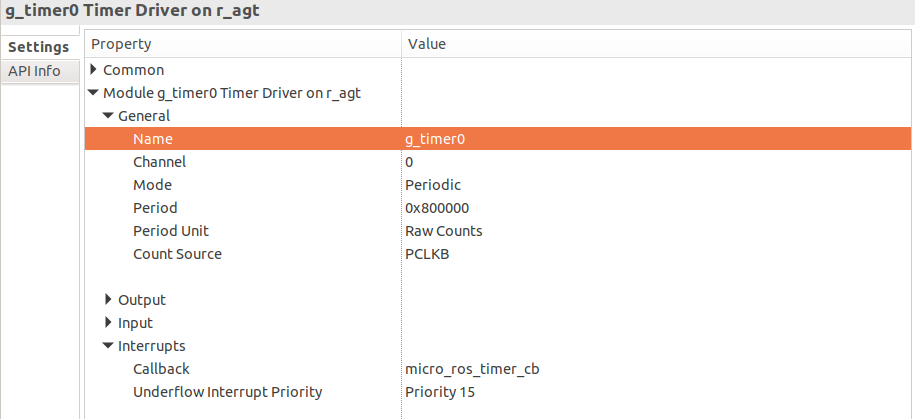 g_timer0 Timer Driver on r_agt
Settings
API Info
Property Value
Common
Module g_timer0 Timer Driver on r_agt
General
Name g_timer0
Channel 0
Mode Periodic
Period 0x800000
Period Unit Raw Counts
Count Source PCLKB
Output
Input
Interrupts
Callback micro_ros_timer_cb
Underflow Interrupt Priority Priority 15